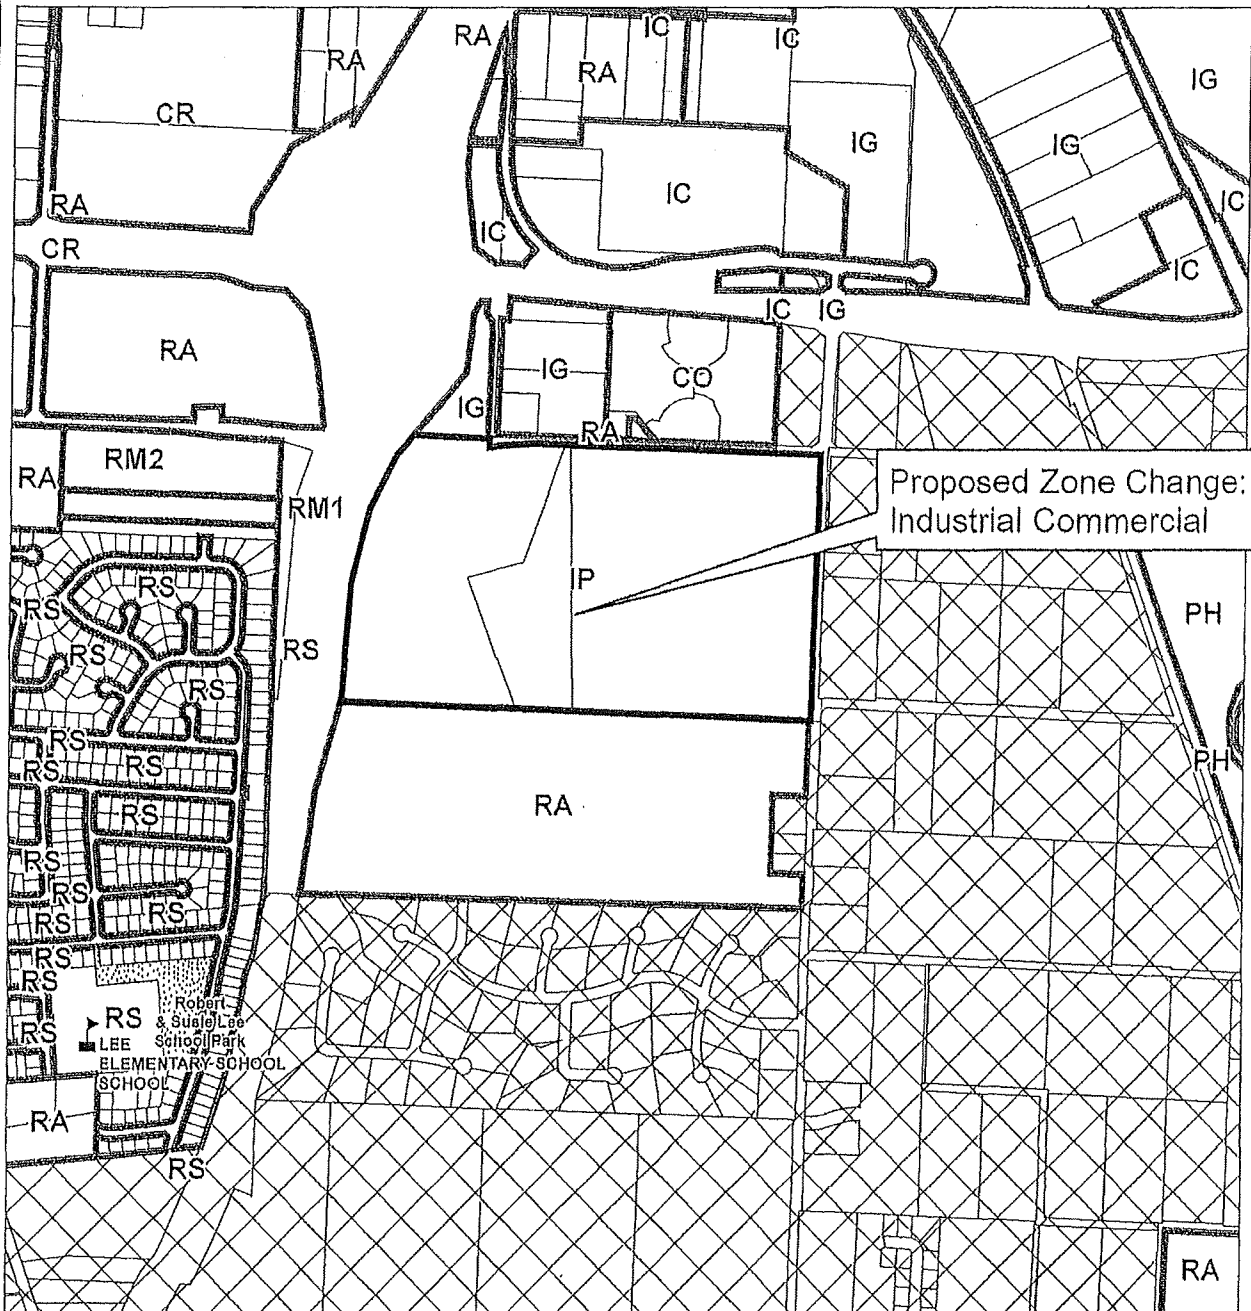 RA
IC
IC
RA
RA
IG
CR
IG
IG
IC
IC
RA
IC
CR
IC
IC
IG
RA
IG
CO
IG
RA
RM2
RA
Proposed Zone Change:
Industrial Commercial
RM1
IP
RS
RS
PH
RS
RS
RS
RS
RS
PH
RS
RS
RA
RS
RS
RS
RS
RS
RS
RS
RS
RS
Robert
& Susie Lee
School Park
LEE
ELEMENTARY-SCHOOL
SCHOOL
RA
RS
RA